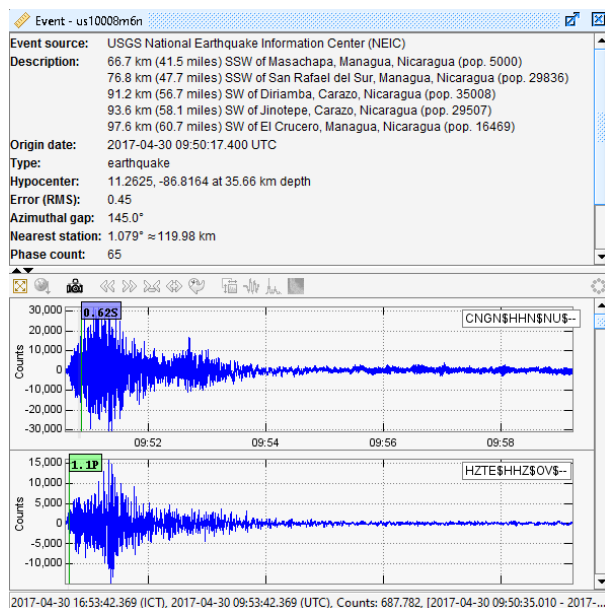 Event - us10008m6n
Event source: USGS National Earthquake Information Center (NEIC)
Description: 66.7 km (41.5 miles) SSW of Masachapa, Managua, Nicaragua (pop. 5000)
76.8 km (47.7 miles) SSW of San Rafael del Sur, Managua, Nicaragua (pop. 29836)
91.2 km (56.7 miles) SW of Diriamba, Carazo, Nicaragua (pop. 35008)
93.6 km (58.1 miles) SW of Jinotepe, Carazo, Nicaragua (pop. 29507)
97.6 km (60.7 miles) SW of El Crucero, Managua, Nicaragua (pop. 16469)
Origin date: 2017-04-30 09:50:17.400 UTC
Type: earthquake
Hypocenter: 11.2625, -86.8164 at 35.66 km depth
Error (RMS): 0.45
Azimuthal gap: 145.0°
Nearest station: 1.079° ≈ 119.98 km
Phase count: 65
30,000
0.62S
CNGN$HHN$NU$--
20,000
10,000
Counts
0
-10,000
-20,000
-30,000
09:52 09:54 09:56 09:58
15,000
1.1P
HZTE$HHZ$OV$--
10,000
5,000
Counts
0
-5,000
-10,000
2017-04-30 16:53:42.369 (ICT), 2017-04-30 09:53:42.369 (UTC), Counts: 687.782, [2017-04-30 09:50:35.010 - 2017-...